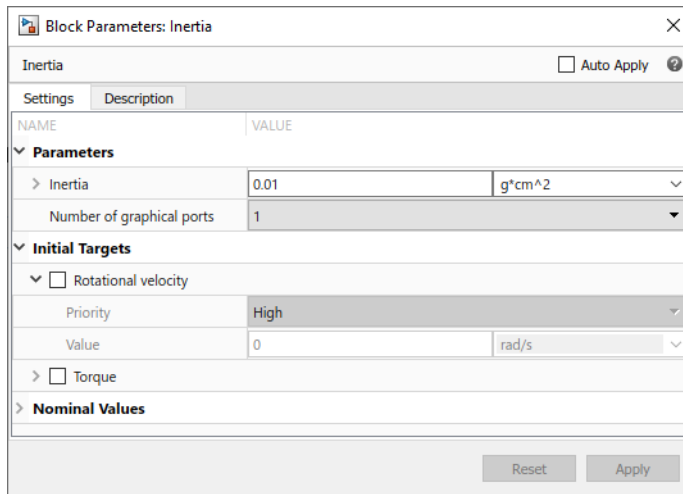 Block Parameters: Inertia
Inertia
Auto Apply
Settings Description
NAME VALUE
Parameters
Inertia 0.01 g*cm^2
Number of graphical ports 1
Initial Targets
Rotational velocity
Priority High
Value 0 rad/s
Torque
Nominal Values
Reset Apply